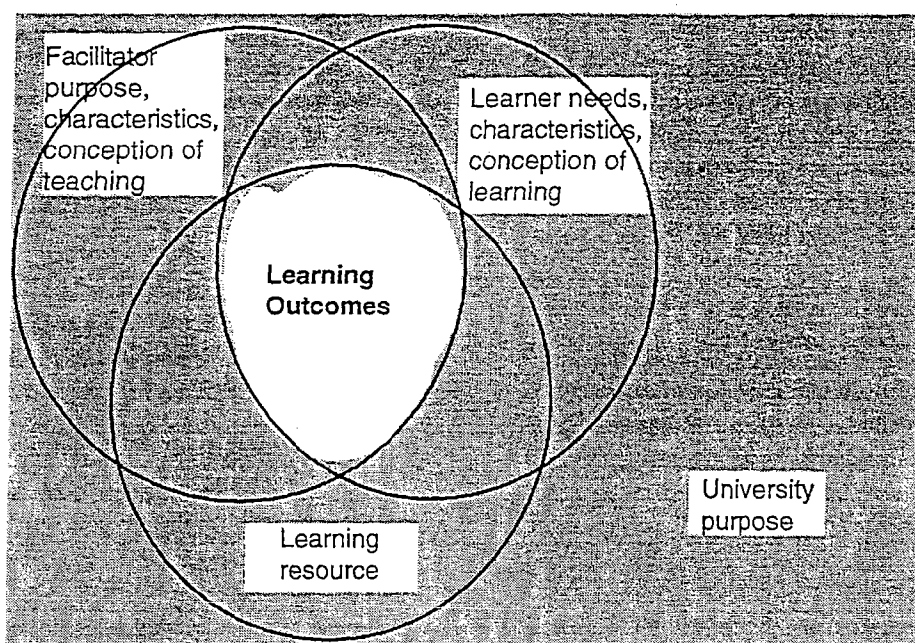 Facilitator
purpose,
characteristics,
conception of
teaching
Learner needs,
characteristics,
conception of
learning
Learning
Outcomes
University
purpose
Learning
resource